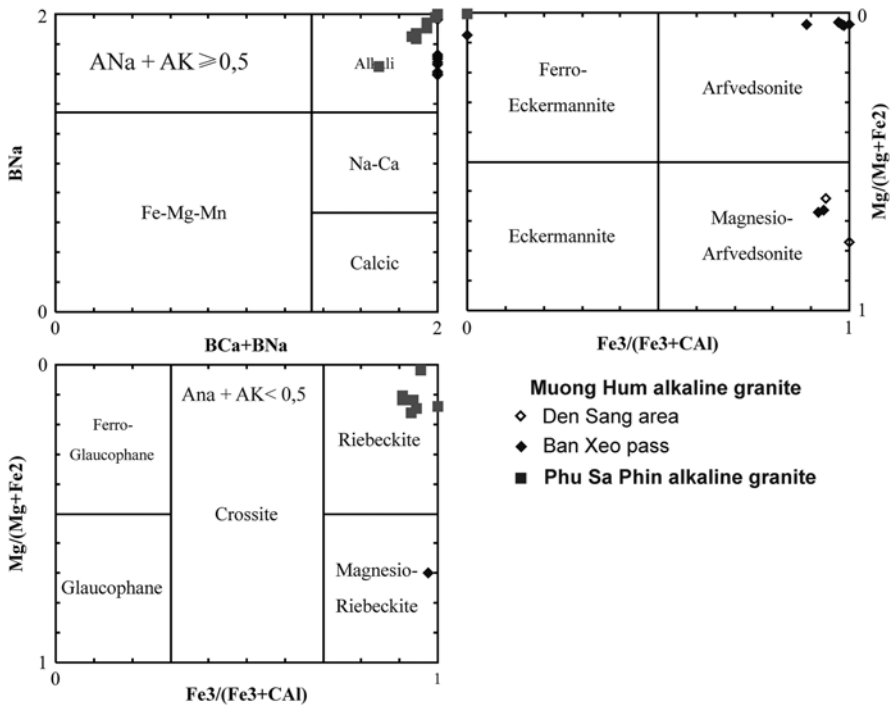 2
BNa
0
ANa + AK ⩾0,5
Alkali
Na-Ca
Fe-Mg-Mn
Calcic
0
2
BCa+BNa
0
Mg/(Mg+Fe2)
1
Ferro-
Eckermannite
Arfvedsonite
Eckermannite
Magnesio-
Arfvedsonite
0
1
Fe3/(Fe3+CAl)
0
Mg/(Mg+Fe2)
1
Ana + AK< 0,5
Ferro-
Glaucophane
Riebeckite
Crossite
Glaucophane
Magnesio-
Riebeckite
0
1
Fe3/(Fe3+CAl)
Muong Hum alkaline granite
Den Sang area
Ban Xeo pass
Phu Sa Phin alkaline granite